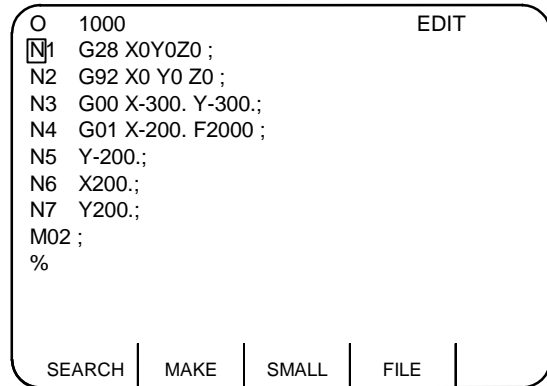 O 1000 EDIT
N1 G28 X0Y0Z0 ;
N2 G92 X0 Y0 Z0 ;
N3 G00 X-300. Y-300.;
N4 G01 X-200. F2000 ;
N5 Y-200.;
N6 X200.;
N7 Y200.;
M02 ;
%
SEARCH MAKE SMALL FILE